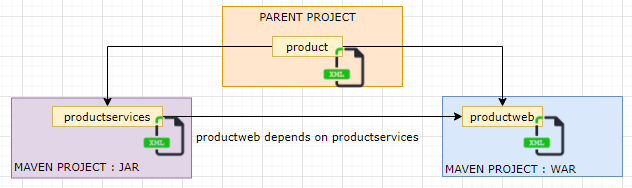 PARENT PROJECT
product
XML
productservices
XML
MAVEN PROJECT : JAR
productweb depends on productservices
productweb
XML
MAVEN PROJECT : WAR